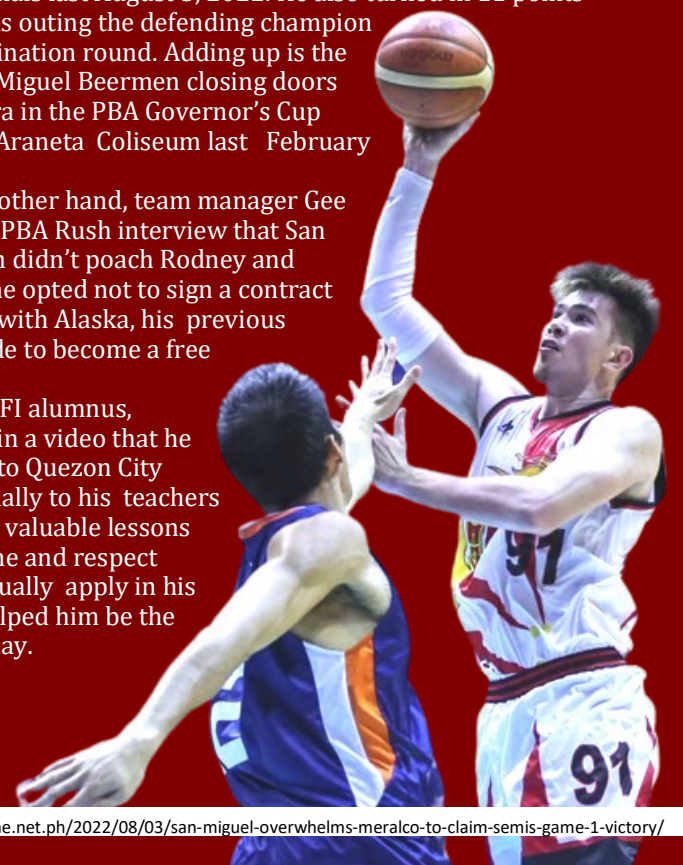 last August 3, 2022. He also turned in 11 points
outing the defending champion
ination round. Adding up is the
Miguel Beermen closing doors
ra in the PBA Governor’s Cup
Araneta Coliseum last February
other hand, team manager Gee
PBA Rush interview that San
didn’t poach Rodney and
he opted not to sign a contract
with Alaska, his previous
de to become a free
FI alumnus,
in a video that he
to Quezon City
ially to his teachers
valuable lessons
ne and respect
ually apply in his
lped him be the
ay.
91
91
ne.net.ph/2022/08/03/san-miguel-overwhelms-meralco-to-claim-semis-game-1-victory/